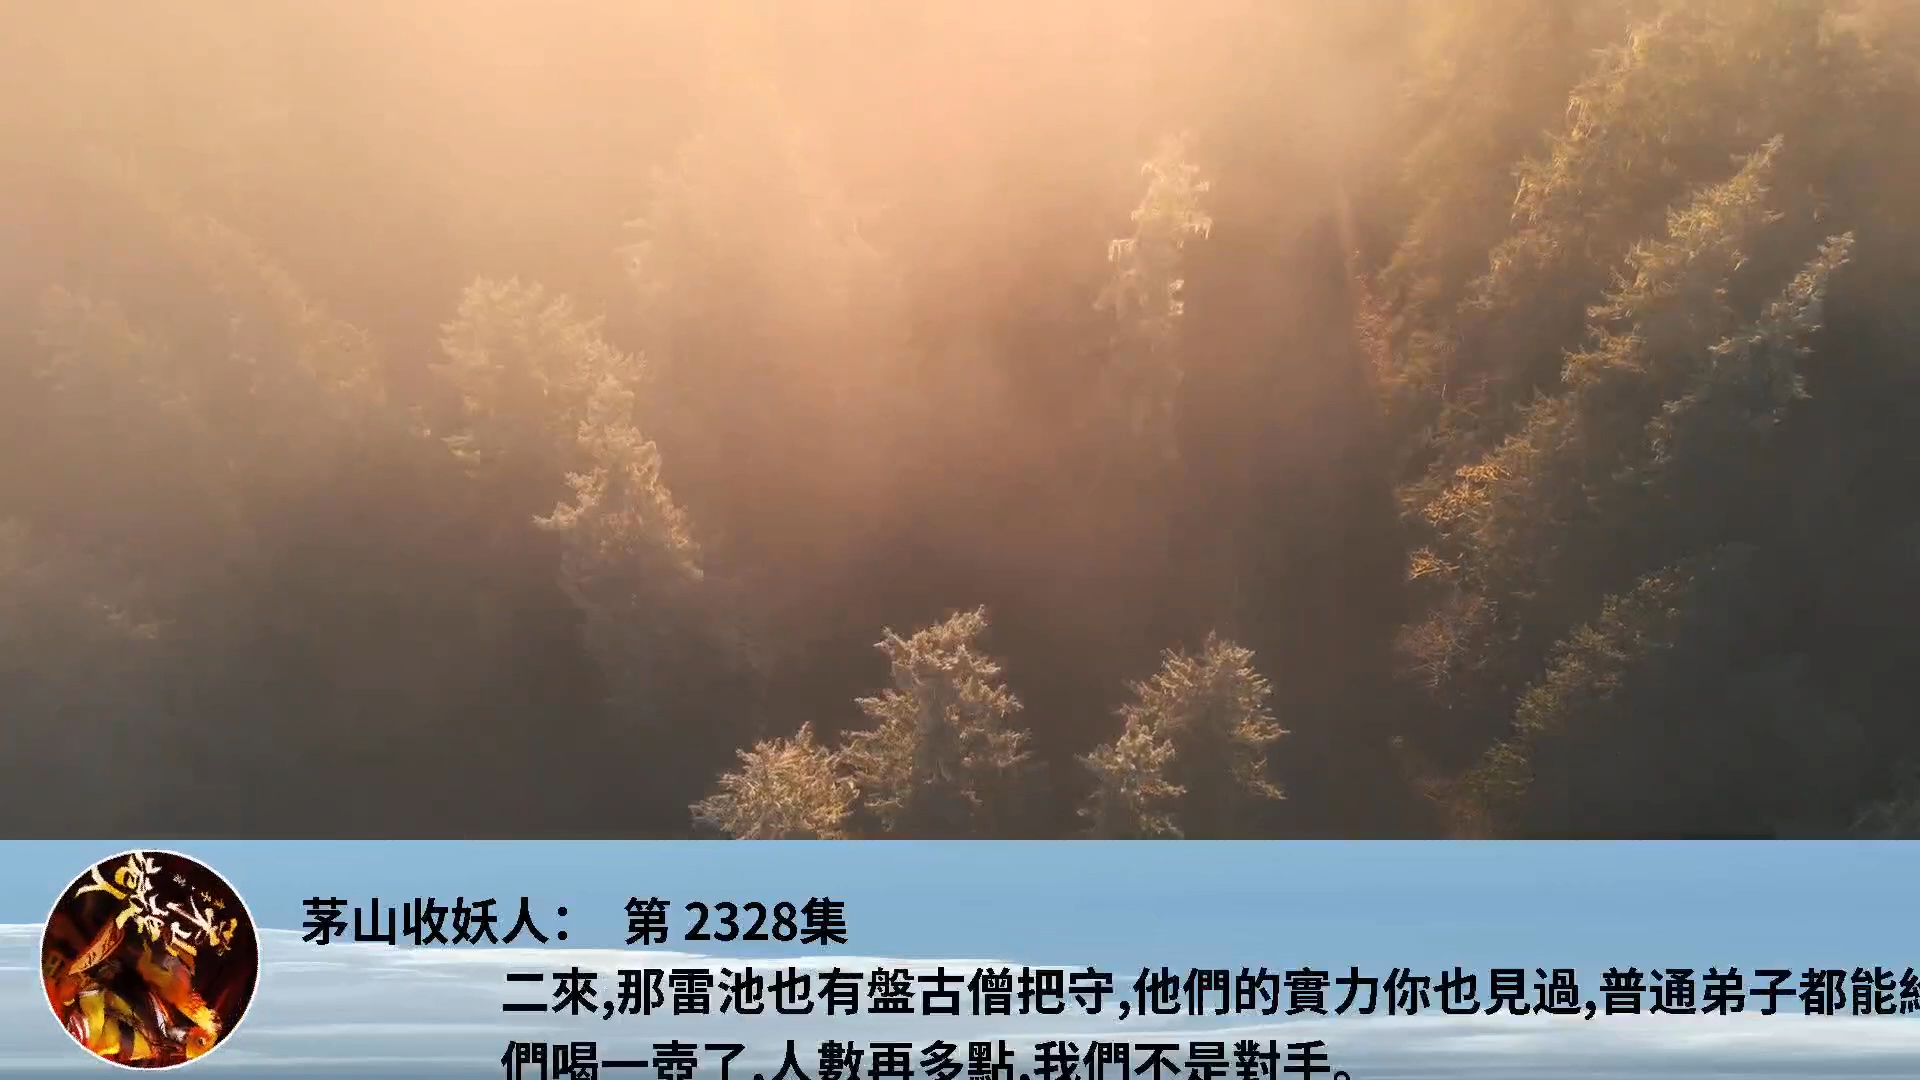 茅山收妖人： 第 2328集
二來,那雷池也有盤古僧把守,他們的實力你也見過,普通弟子都能
們喝一壺了,人數再多點,我們不是對手。